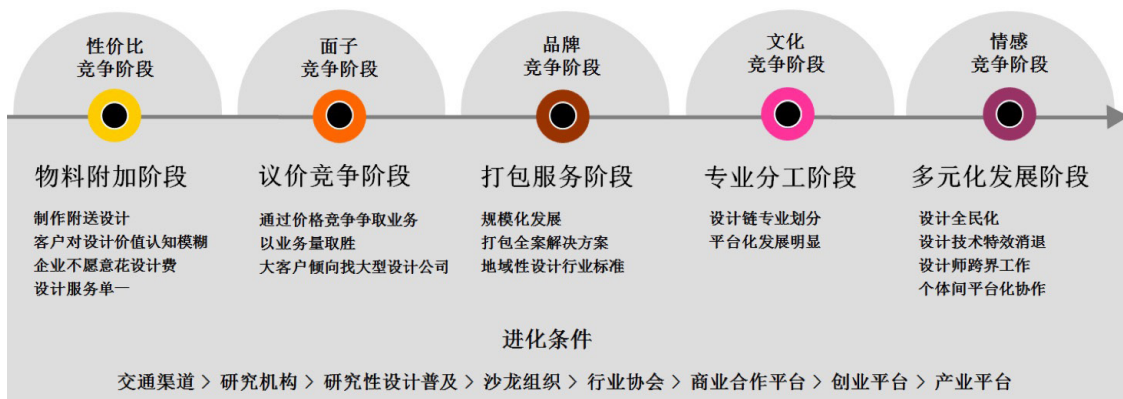 性价比
竞争阶段
面子
竞争阶段
品牌
竞争阶段
文化
竞争阶段
情感
竞争阶段
物料附加阶段
制作附送设计
客户对设计价值认知模糊
企业不愿意花设计费
设计服务单一
议价竞争阶段
通过价格竞争争取业务
以业务量取胜
大客户倾向找大型设计公司
打包服务阶段
规模化发展
打包全案解决方案
地域性设计行业标准
专业分工阶段
设计链专业划分
平台化发展明显
多元化发展阶段
设计全民化
设计技术特效消退
设计师跨界工作
个体间平台化协作
进化条件
交通渠道 > 研究机构 > 研究性设计普及 > 沙龙组织 > 行业协会 > 商业合作平台 > 创业平台 > 产业平台